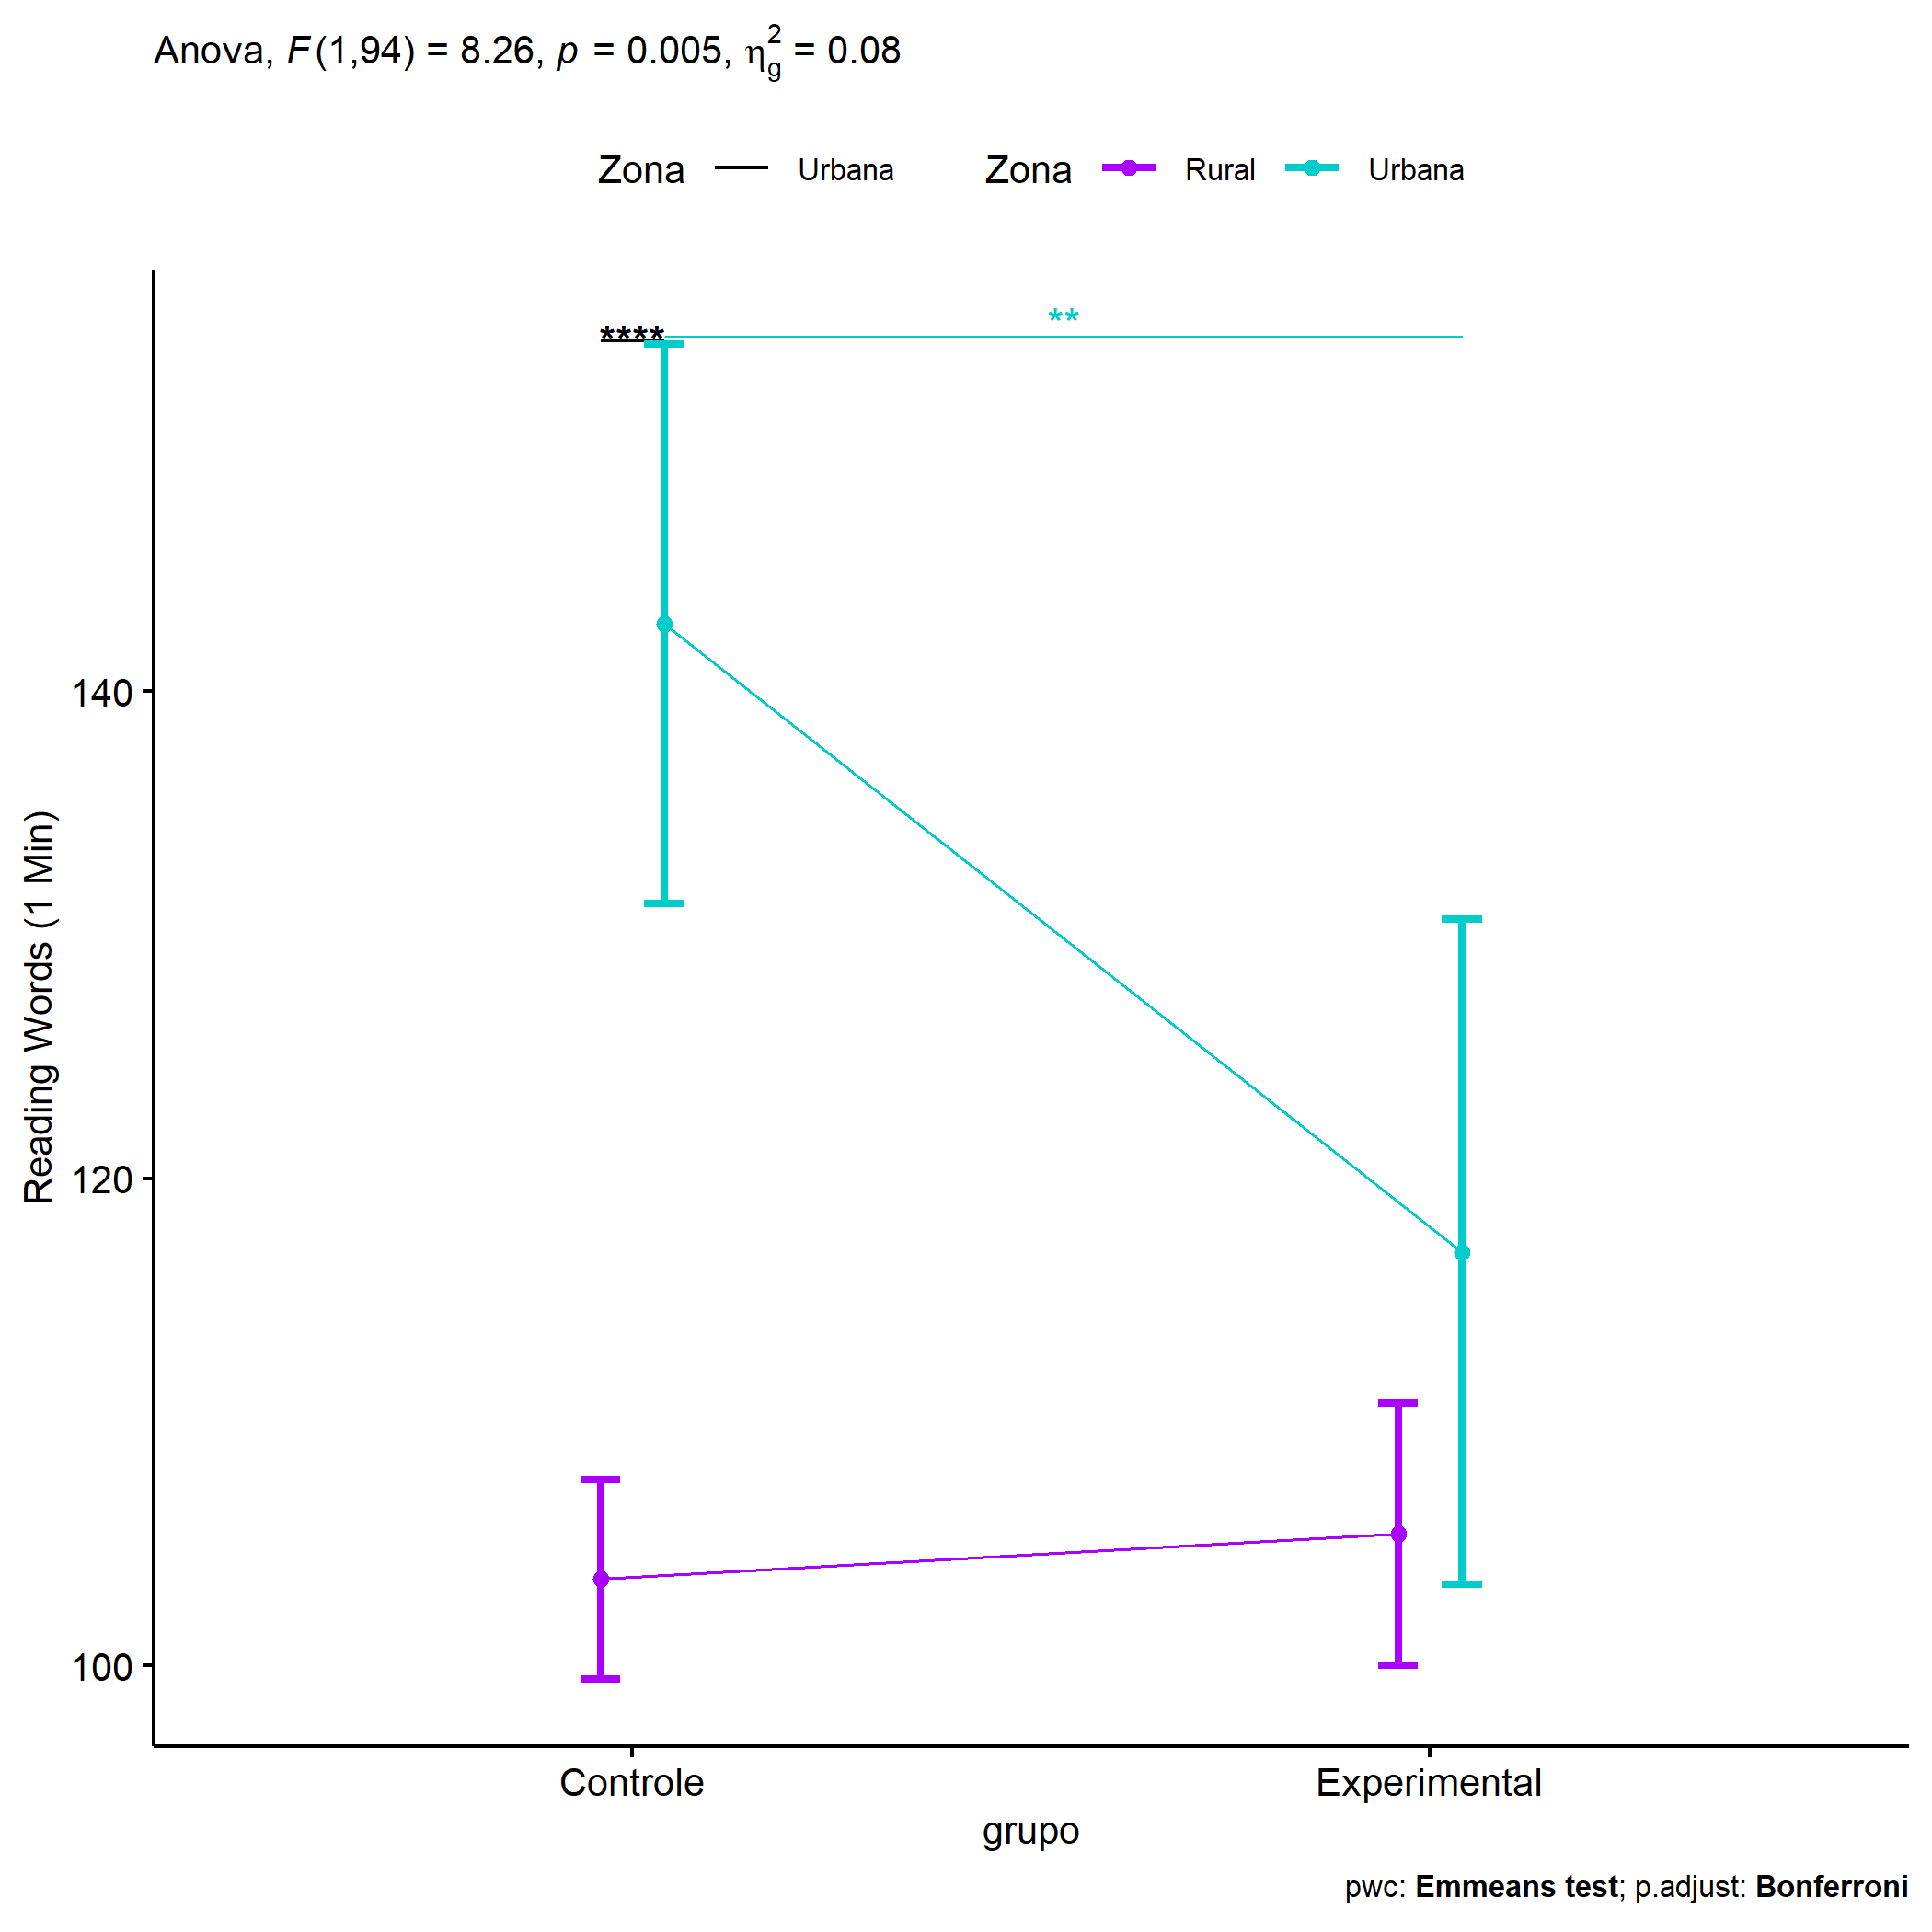 Anova, F(1,94) = 8.26, p = 0.005, η²g = 0.08
Zona Urbana Zona Rural Urbana
**** **
140
120
100
Reading Words (1 Min)
Controle Experimental
grupo
pwc: Emmeans test; p.adjust: Bonferroni